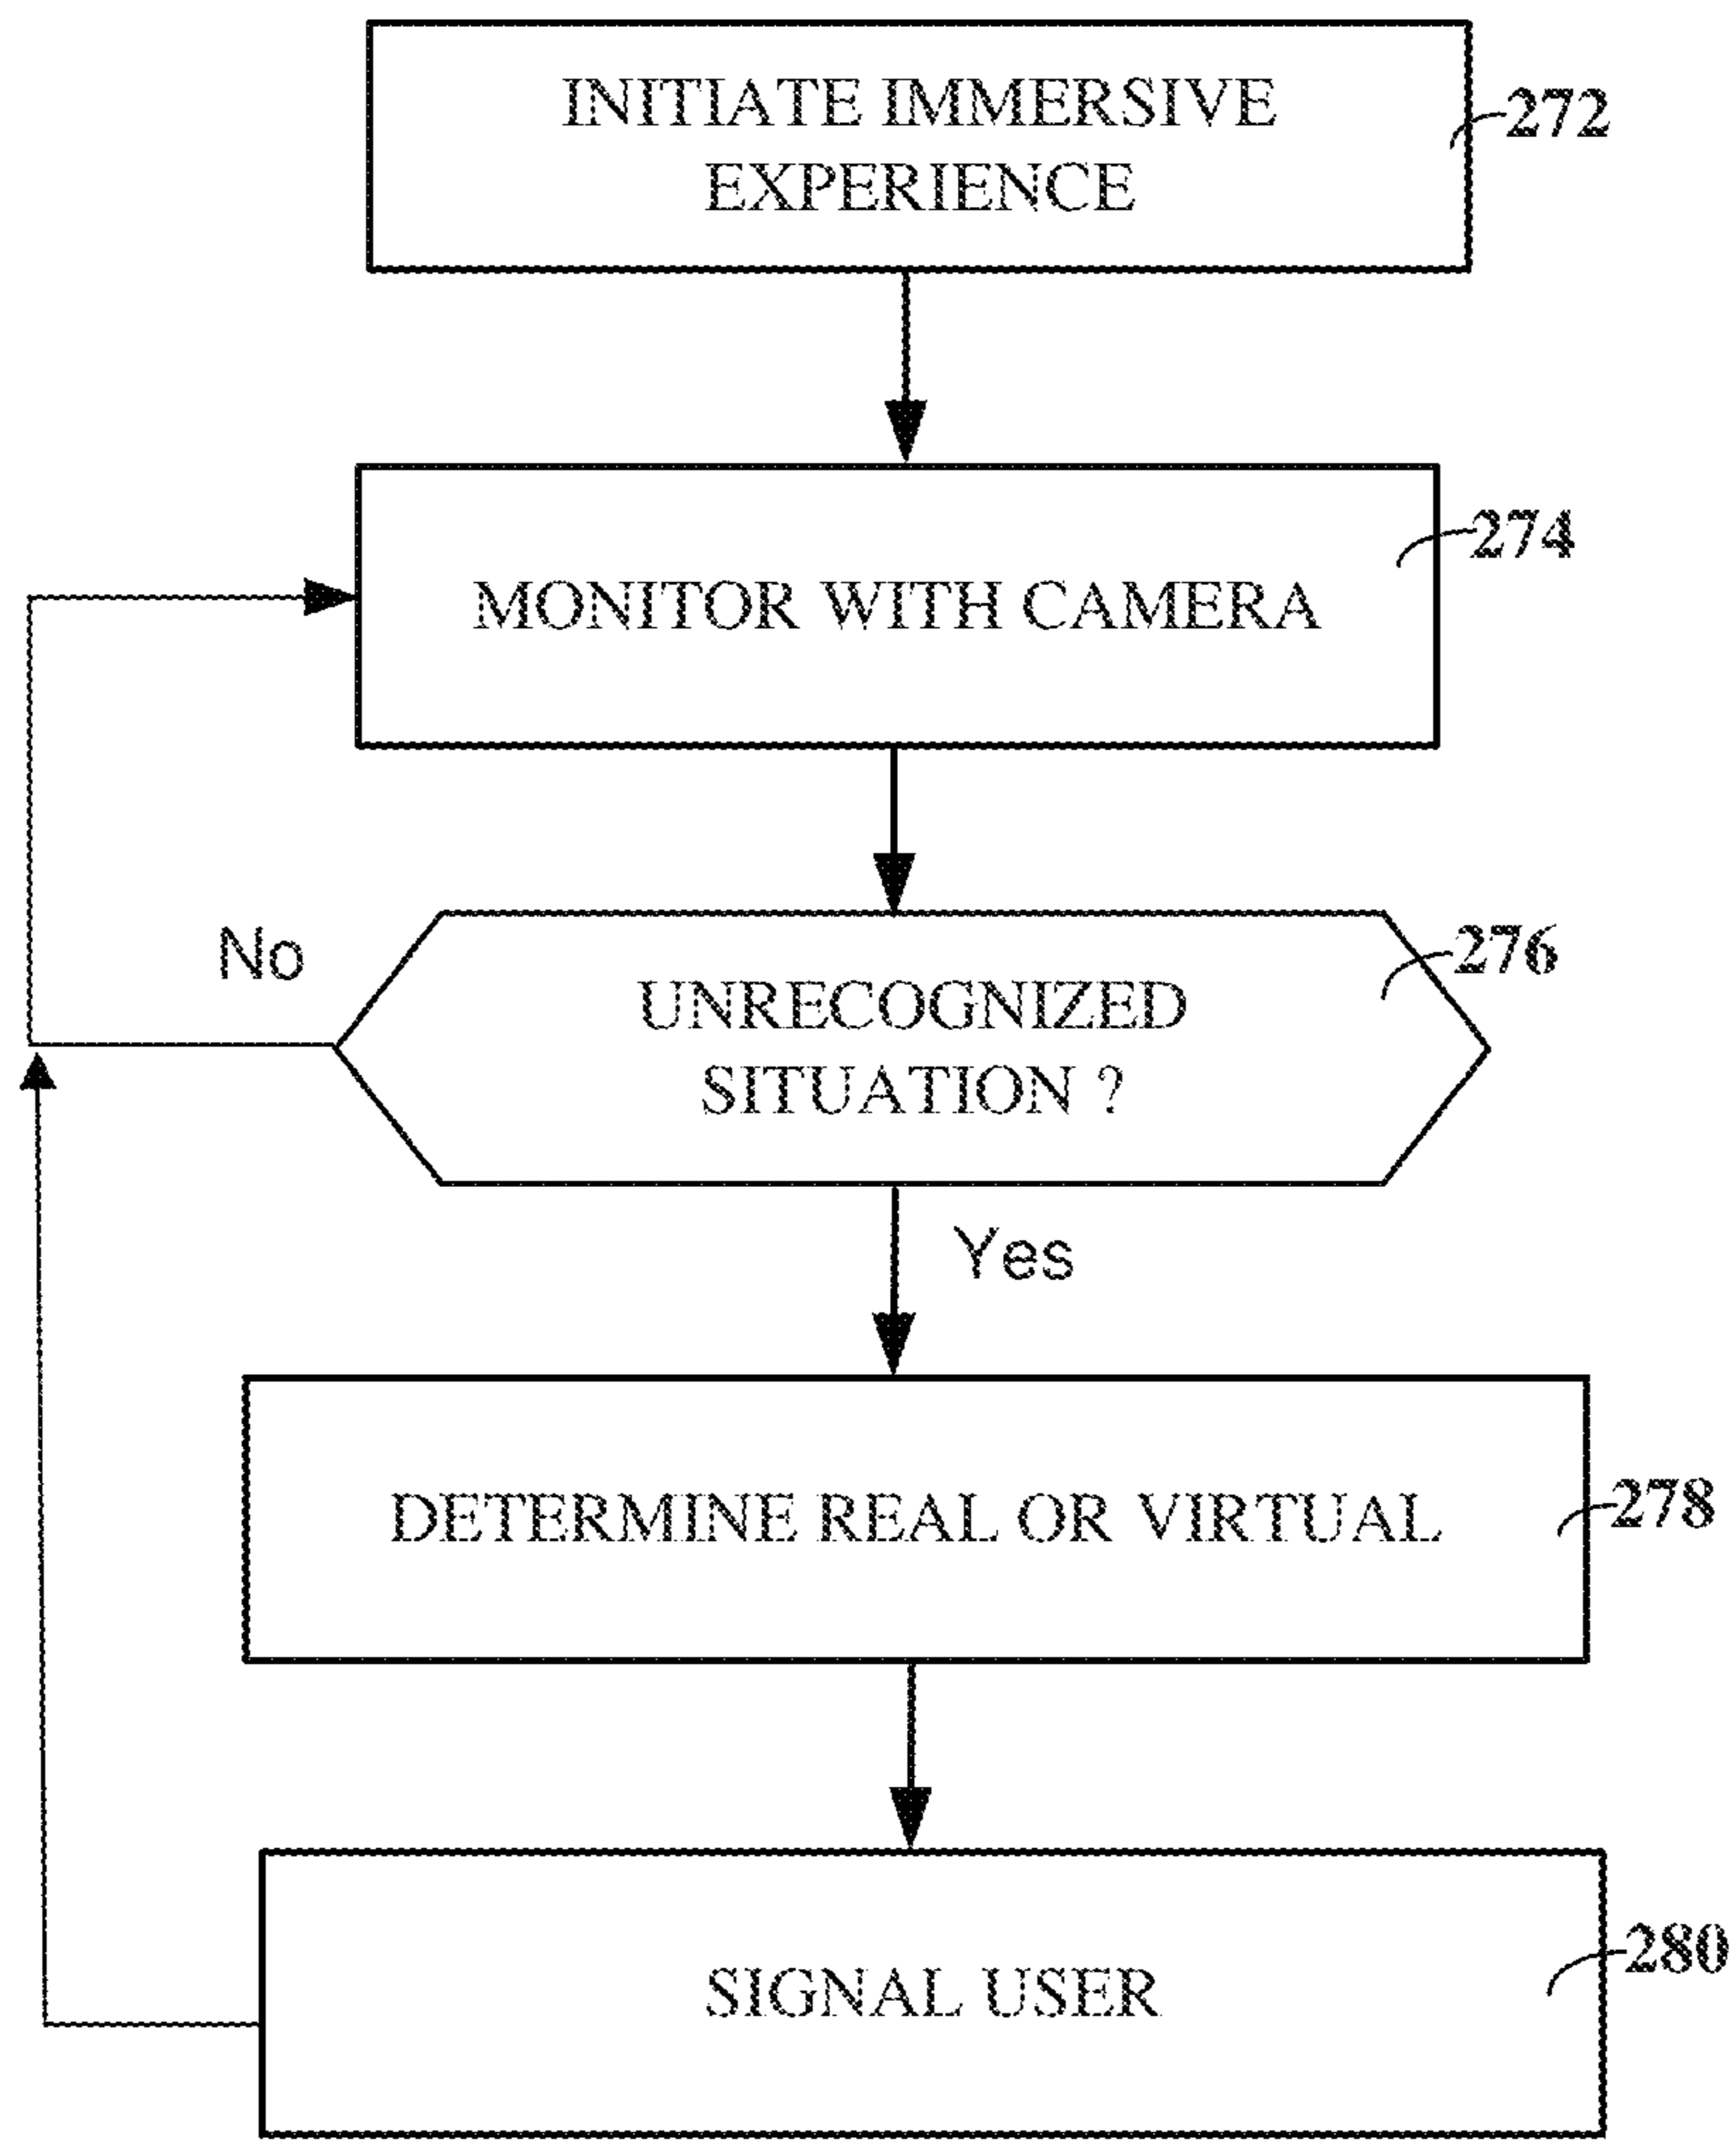 INITIATE IMMERSIVE
EXPERIENCE
272
MONITOR WITH CAMERA
274
No
UNRECOGNIZED
SITUATION ?
276
Yes
DETERMINE REAL OR VIRTUAL
278
SIGNAL USER
280